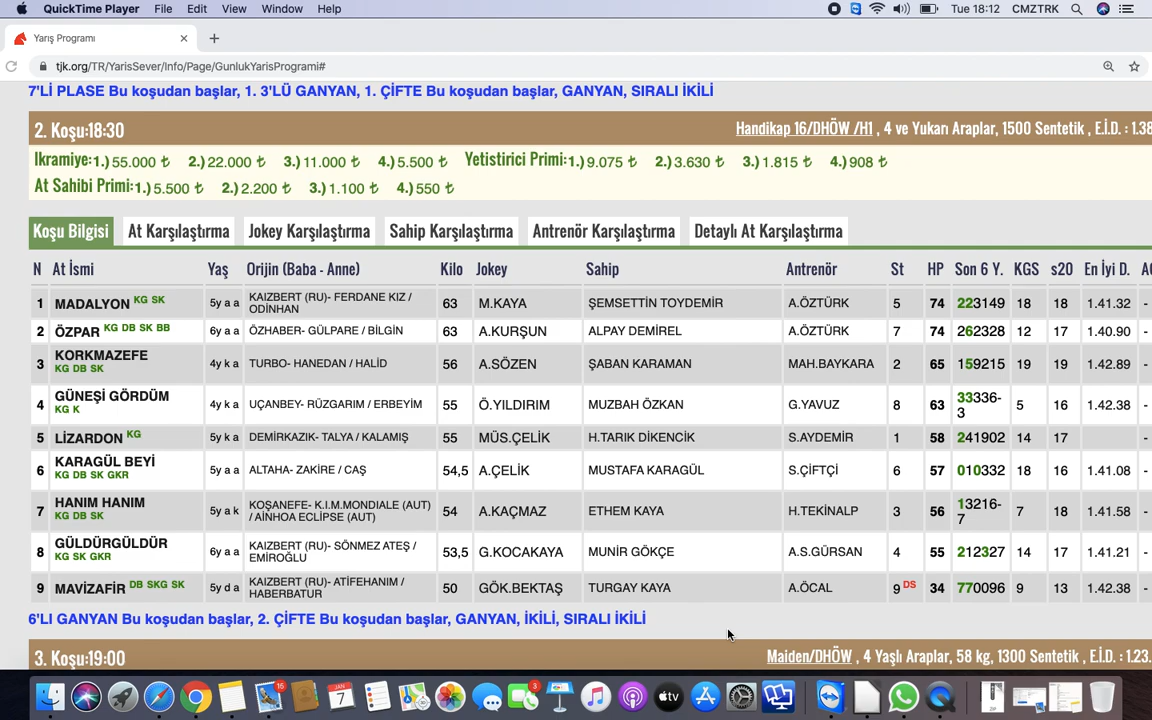 QuickTime Player File Edit View Window Help Tue 18:12 CMZTRK
Yarış Programı
tjk.org/TR/YarisSever/Info/Page/GunlukYarisProgrami#
7'Lİ PLASE Bu koşudan başlar, 1. 3'LÜ GANYAN, 1. ÇİFTE Bu koşudan başlar, GANYAN, SIRALI İKİLİ
2. Koşu:18:30 Handikap 16/DHÖW /H1 , 4 ve Yukarı Araplar, 1500 Sentetik , E.İ.D. : 1.38
Ikramiye:1.) 55.000 ₺ 2.) 22.000 ₺ 3.) 11.000 ₺ 4.) 5.500 ₺ Yetistirici Primi:1.) 9.075 ₺ 2.) 3.630 ₺ 3.) 1.815 ₺ 4.) 908 ₺
At Sahibi Primi:1.) 5.500 ₺ 2.) 2.200 ₺ 3.) 1.100 ₺ 4.) 550 ₺
Koşu Bilgisi At Karşılaştırma Jokey Karşılaştırma Sahip Karşılaştırma Antrenör Karşılaştırma Detaylı At Karşılaştırma
N At İsmi Yaş Orijin (Baba - Anne) Kilo Jokey Sahip Antrenör St HP Son 6 Y. KGS s20 En İyi D. AG
1 MADALYON KG SK 5y a a KAIZBERT (RU)- FERDANE KIZ / ODİNHAN 63 M.KAYA ŞEMSETTİN TOYDEMİR A.ÖZTÜRK 5 74 223149 18 18 1.41.32 -
2 ÖZPAR KG DB SK BB 6y a a ÖZHABER- GÜLPARE / BİLGİN 63 A.KURŞUN ALPAY DEMİREL A.ÖZTÜRK 7 74 262328 12 17 1.40.90 -
3 KORKMAZEFE KG DB SK 4y k a TURBO- HANEDAN / HALİD 56 A.SÖZEN ŞABAN KARAMAN MAH.BAYKARA 2 65 159215 19 19 1.42.89 -
4 GÜNEŞİ GÖRDÜM KG K 4y k a UÇANBEY- RÜZGARIM / ERBEYİM 55 Ö.YILDIRIM MUZBAH ÖZKAN G.YAVUZ 8 63 33336-3 5 16 1.42.38 -
5 LİZARDON KG 5y k a DEMİRKAZIK- TALYA / KALAMIŞ 55 MÜS.ÇELİK H.TARIK DİKENCİK S.AYDEMİR 1 58 241902 14 17 -
6 KARAGÜL BEYİ KG DB SK GKR 5y a a ALTAHA- ZAKİRE / CAŞ 54,5 A.ÇELİK MUSTAFA KARAGÜL S.ÇİFTÇİ 6 57 010332 18 16 1.41.08 -
7 HANIM HANIM KG DB SK 5y a k KOŞANEFE- K.I.M.MONDIALE (AUT) / AİNHOA ECLİPSE (AUT) 54 A.KAÇMAZ ETHEM KAYA H.TEKİNALP 3 56 13216-7 7 18 1.41.58 -
8 GÜLDÜRGÜLDÜR KG SK GKR 6y a a KAIZBERT (RU)- SÖNMEZ ATEŞ / EMİROĞLU 53,5 G.KOCAKAYA MUNİR GÖKÇE A.S.GÜRSAN 4 55 212327 14 17 1.41.21 -
9 MAVİZAFİR DB SKG SK 5y d a KAIZBERT (RU)- ATİFEHANIM / HABERBATUR 50 GÖK.BEKTAŞ TURGAY KAYA A.ÖCAL 9 DS 34 770096 9 13 1.42.38 -
6'LI GANYAN Bu koşudan başlar, 2. ÇİFTE Bu koşudan başlar, GANYAN, İKİLİ, SIRALI İKİLİ
3. Koşu:19:00 Maiden/DHÖW , 4 Yaşlı Araplar, 58 kg, 1300 Sentetik , E.İ.D. : 1.23.